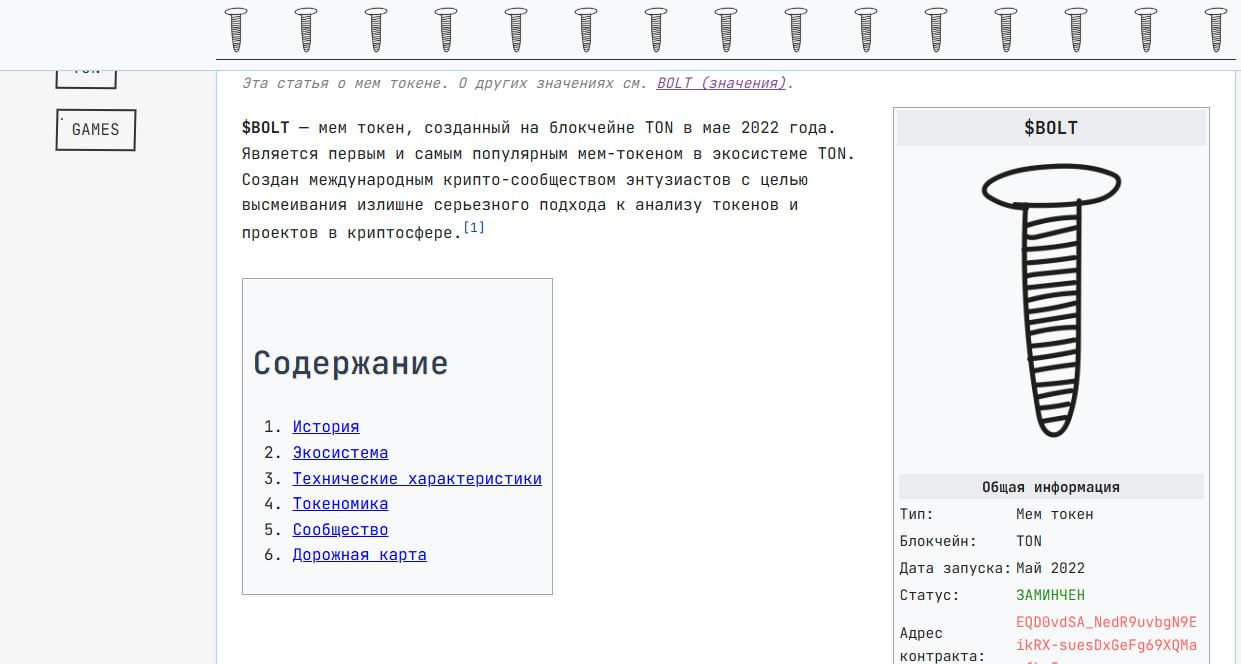 GAMES
Эта статья о мем токене. О других значениях см. BOLT (значения).
$BOLT — мем токен, созданный на блокчейне TON в мае 2022 года.
Является первым и самым популярным мем-токеном в экосистеме TON.
Создан международным крипто-сообществом энтузиастов с целью
высмеивания излишне серьезного подхода к анализу токенов и
проектов в криптосфере.[1]
Содержание
1. История
2. Экосистема
3. Технические характеристики
4. Токеномика
5. Сообщество
6. Дорожная карта
$BOLT
Общая информация
Тип: Мем токен
Блокчейн: TON
Дата запуска: Май 2022
Статус: ЗАМИНЧЕН
Адрес
контракта:
EQD0vdSA_NedR9uvbgN9E
ikRX-suesDxGeFg69XQMa